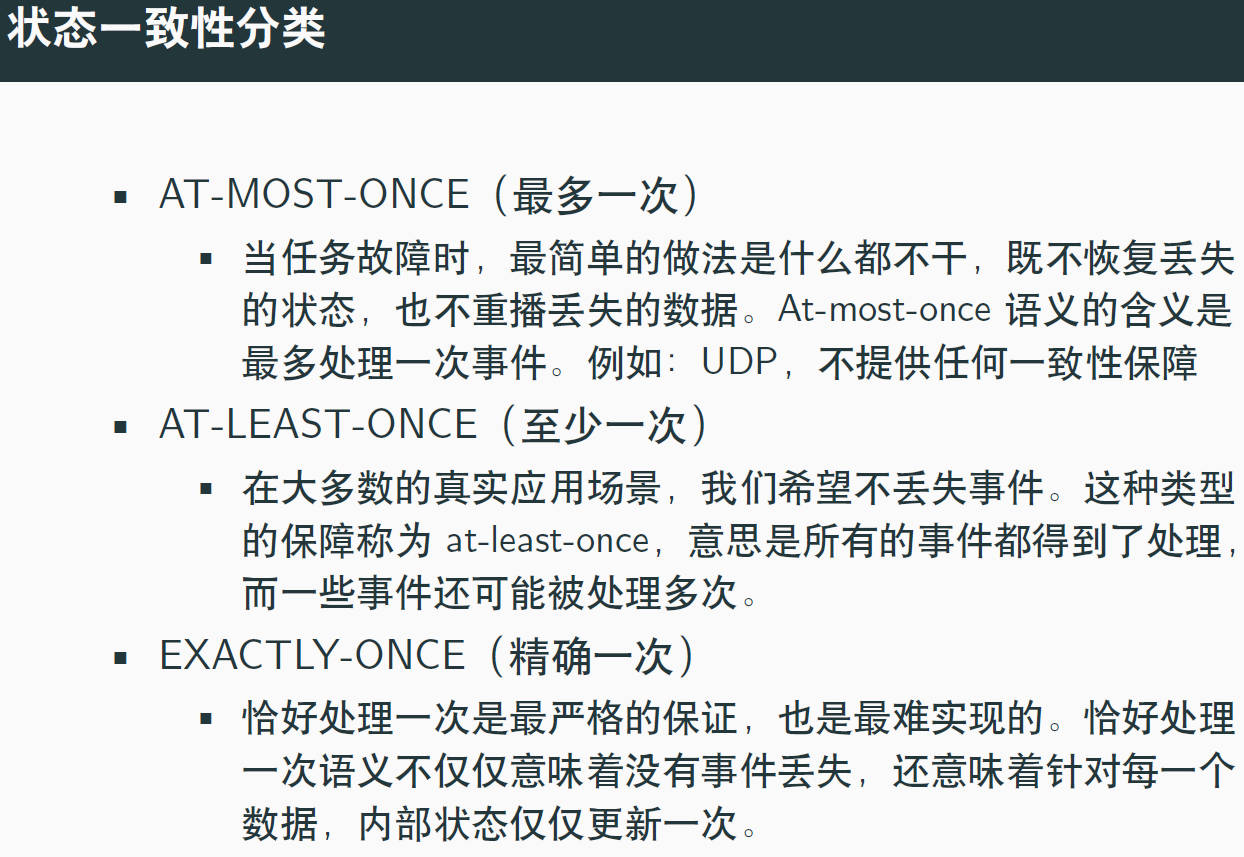 状态一致性分类
▪ AT-MOST-ONCE（最多一次）
▪ 当任务故障时，最简单的做法是什么都不干，既不恢复丢失
的状态，也不重播丢失的数据。At-most-once 语义的含义是
最多处理一次事件。例如：UDP，不提供任何一致性保障
▪ AT-LEAST-ONCE（至少一次）
▪ 在大多数的真实应用场景，我们希望不丢失事件。这种类型
的保障称为 at-least-once，意思是所有的事件都得到了处理，
而一些事件还可能被处理多次。
▪ EXACTLY-ONCE（精确一次）
▪ 恰好处理一次是最严格的保证，也是最难实现的。恰好处理
一次语义不仅仅意味着没有事件丢失，还意味着针对每一个
数据，内部状态仅仅更新一次。